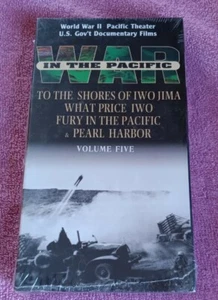 World War II Pacific Theater
U.S. Gov't Documentary Films
WAR
IN THE PACIFIC
TO THE SHORES OF IWO JIMA
WHAT PRICE IWO
FURY IN THE PACIFIC
& PEARL HARBOR
VOLUME FIVE